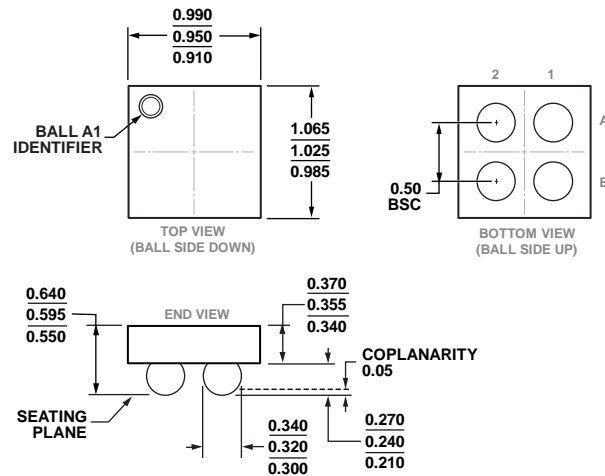 0.990
0.950
0.910
BALL A1
IDENTIFIER
1.065
1.025
0.985
TOP VIEW
(BALL SIDE DOWN)
2 1
A
0.50
BSC
BOTTOM VIEW
(BALL SIDE UP)
0.640
0.595
0.550
END VIEW
0.370
0.355
0.340
COPLANARITY
0.05
SEATING
PLANE
0.340
0.320
0.300
0.270
0.240
0.210